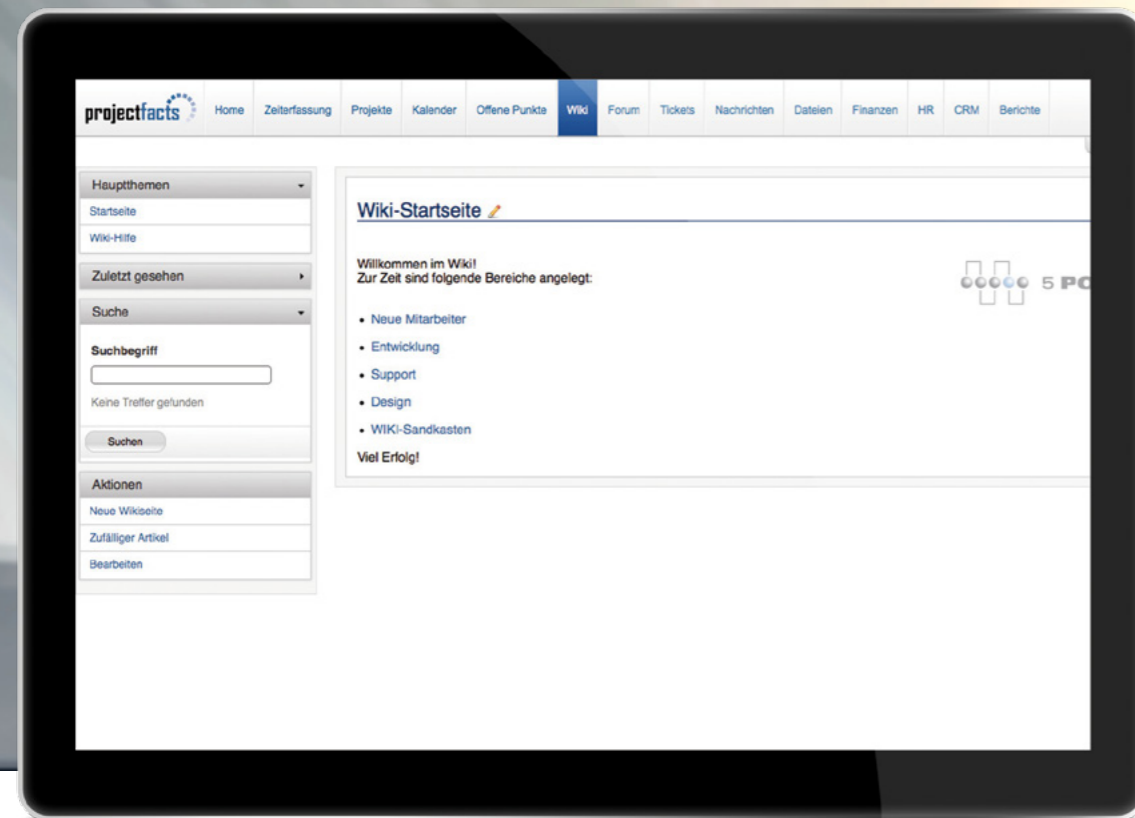 projectfacts Home Zeiterfassung Projekte Kalender Offene Punkte Wiki Forum Tickets Nachrichten Dateien Finanzen HR CRM Berichte
Hauptthemen
Startseite
Wiki-Hilfe
Zuletzt gesehen
Suche
Suchbegriff
Keine Treffer gefunden
Suchen
Aktionen
Neue Wikiseite
Zufälliger Artikel
Bearbeiten
Wiki-Startseite
Willkommen im Wiki!
Zur Zeit sind folgende Bereiche angelegt:
• Neue Mitarbeiter
• Entwicklung
• Support
• Design
• WIKI-Sandkasten
Viel Erfolg!
5 PO